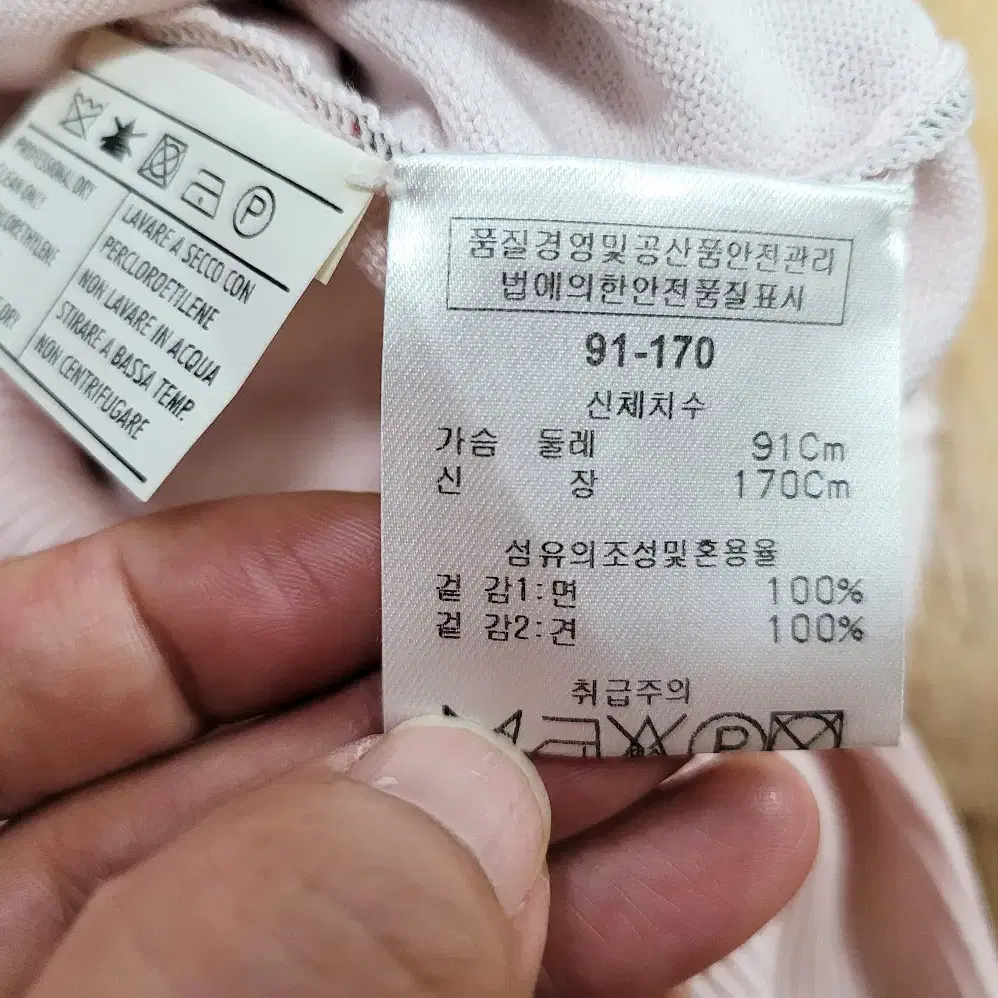 PROFESSIONAL DRY
CLEAN ONLY
DRY
LAVARE A SECCO CON
PERCLOROETILENE
NON LAVARE IN ACQUA
STIRARE A BASSA TEMP.
NON CENTRIFUGARE
P
품질경영및공산품안전관리
법에의한안전품질표시
91-170
신체치수
가슴 둘레 91Cm
신 장 170Cm
섬유의조성및혼용율
겉 감1:면 100%
겉 감2:견 100%
취급주의
P